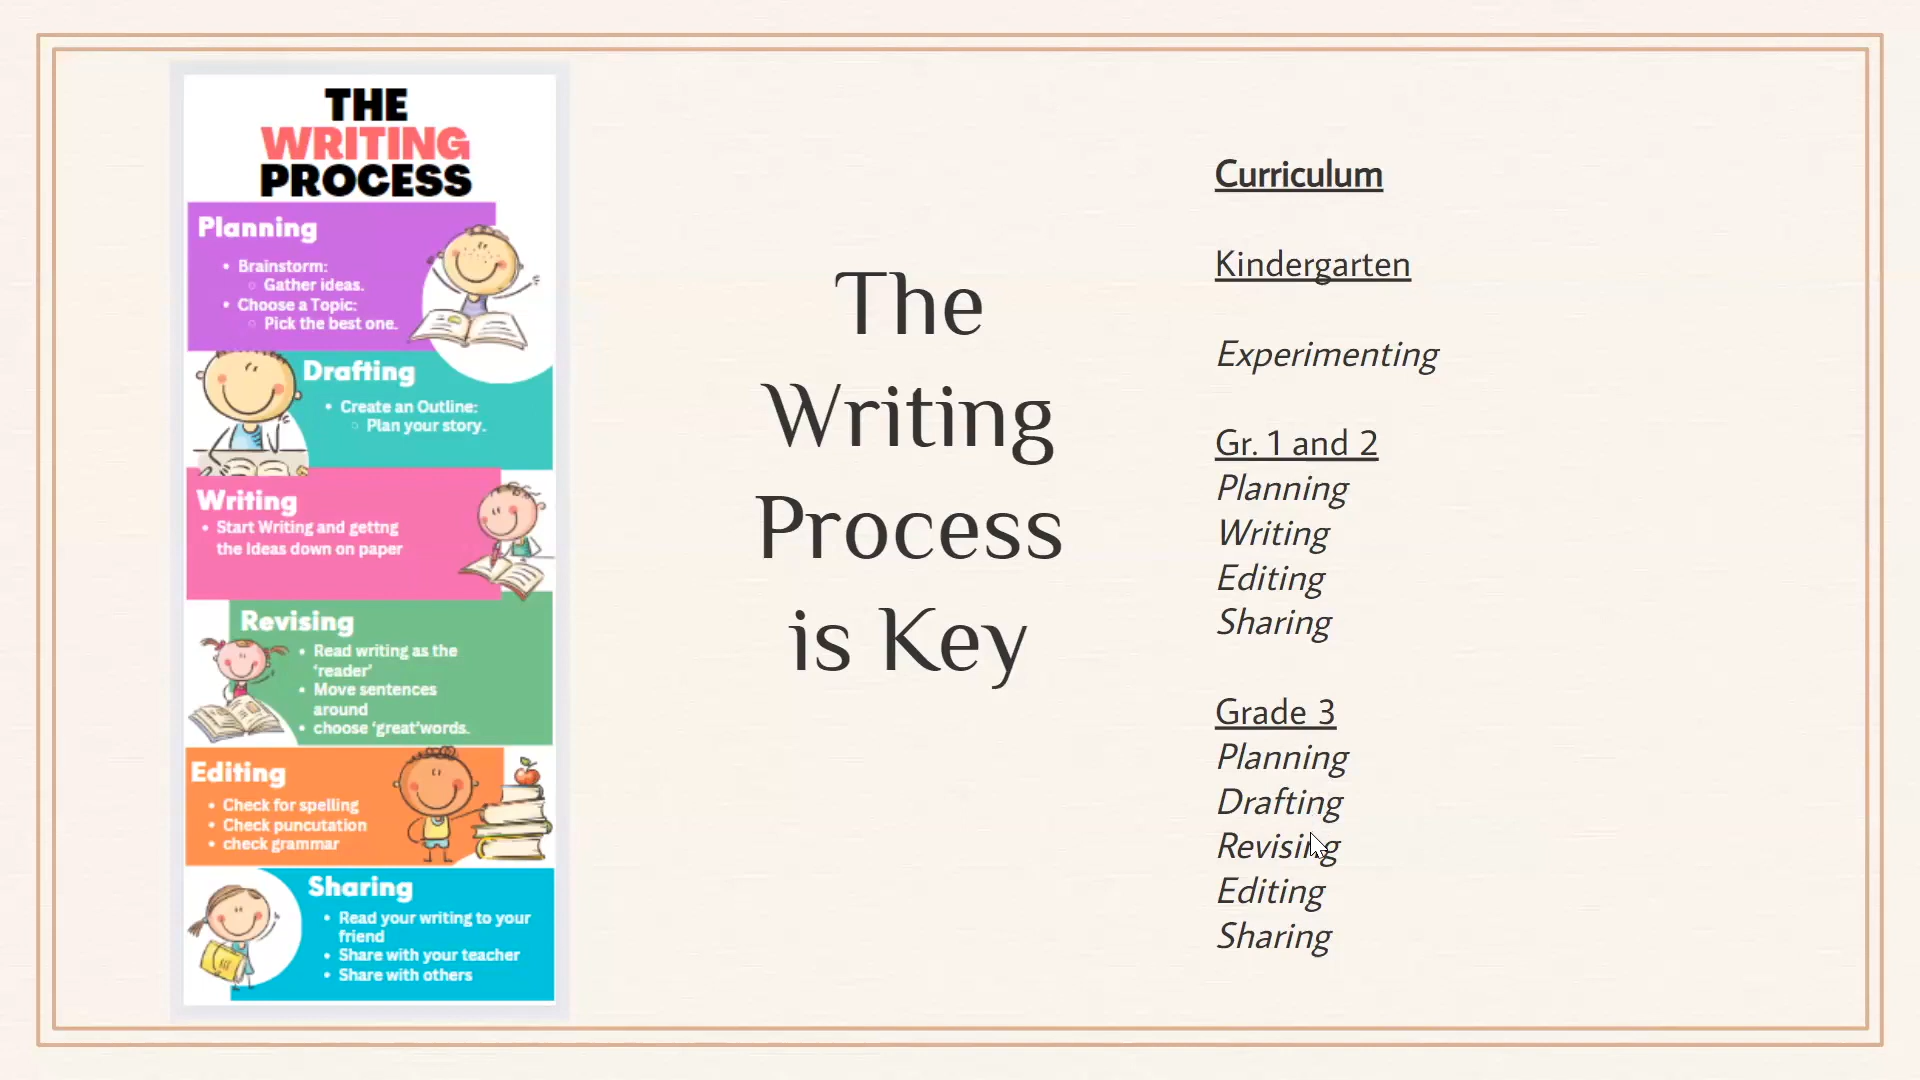 THE
WRITING
PROCESS
Planning
• Brainstorm:
○ Gather ideas.
• Choose a Topic:
○ Pick the best one.
Drafting
• Create an Outline:
○ Plan your story.
Writing
• Start Writing and gettng
the Ideas down on paper
Revising
• Read writing as the
‘reader’
• Move sentences
around
• choose ‘great’words.
Editing
• Check for spelling
• Check puncutation
• check grammar
Sharing
• Read your writing to your
friend
• Share with your teacher
• Share with others
The
Writing
Process
is Key
Curriculum
Kindergarten
Experimenting
Gr. 1 and 2
Planning
Writing
Editing
Sharing
Grade 3
Planning
Drafting
Revising
Editing
Sharing